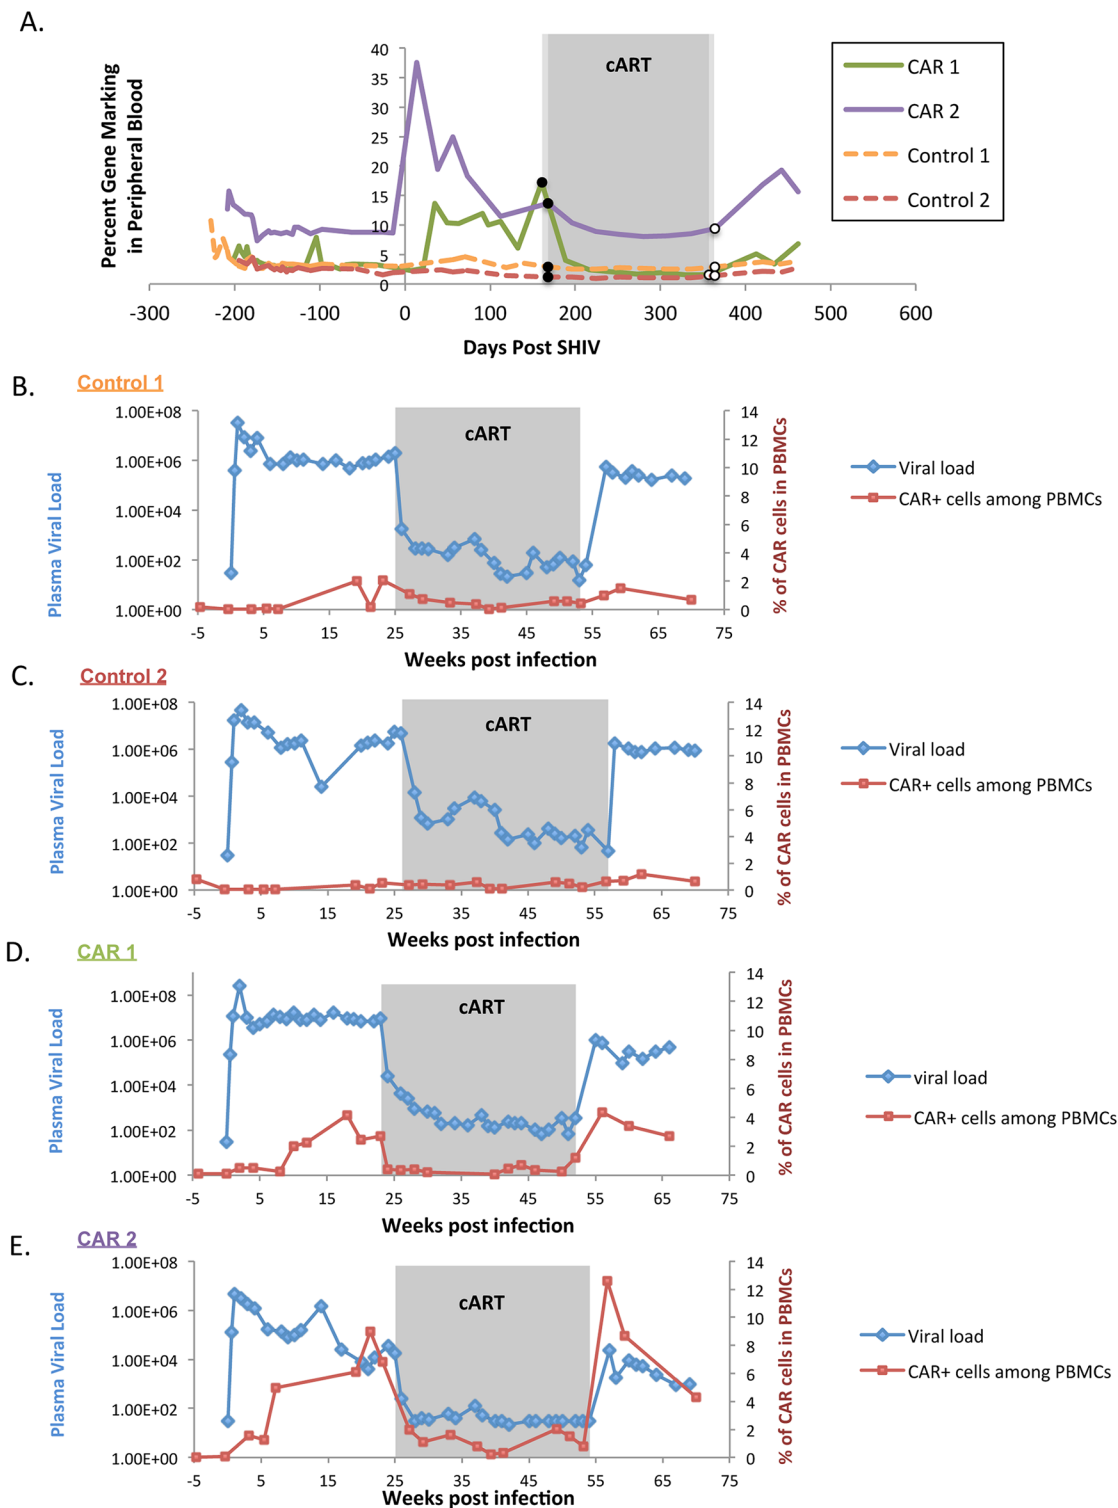 A.
Percent Gene Marking
in Peripheral Blood
40
35
30
25
20
15
10
5
0
cART
-300 -200 -100 0 100 200 300 400 500 600
Days Post SHIV
CAR 1
CAR 2
Control 1
Control 2
B.
Control 1
Plasma Viral Load
1.00E+08
1.00E+06
1.00E+04
1.00E+02
1.00E+00
cART
14
12
10
8
6
4
2
0
% of CAR cells in PBMCs
-5 5 15 25 35 45 55 65 75
Weeks post infection
Viral load
CAR+ cells among PBMCs
C.
Control 2
Plasma Viral Load
1.00E+08
1.00E+06
1.00E+04
1.00E+02
1.00E+00
cART
14
12
10
8
6
4
2
0
% of CAR cells in PBMCs
-5 5 15 25 35 45 55 65 75
Weeks post infection
Viral load
CAR+ cells among PBMCs
D.
CAR 1
Plasma Viral Load
1.00E+08
1.00E+06
1.00E+04
1.00E+02
1.00E+00
cART
14
12
10
8
6
4
2
0
% of CAR cells in PBMCs
-5 5 15 25 35 45 55 65 75
Weeks post infection
viral load
CAR+ cells among PBMCs
E.
CAR 2
Plasma Viral Load
1.00E+08
1.00E+06
1.00E+04
1.00E+02
1.00E+00
cART
14
12
10
8
6
4
2
0
% of CAR cells in PBMCs
-5 5 15 25 35 45 55 65 75
Weeks post infection
Viral load
CAR+ cells among PBMCs